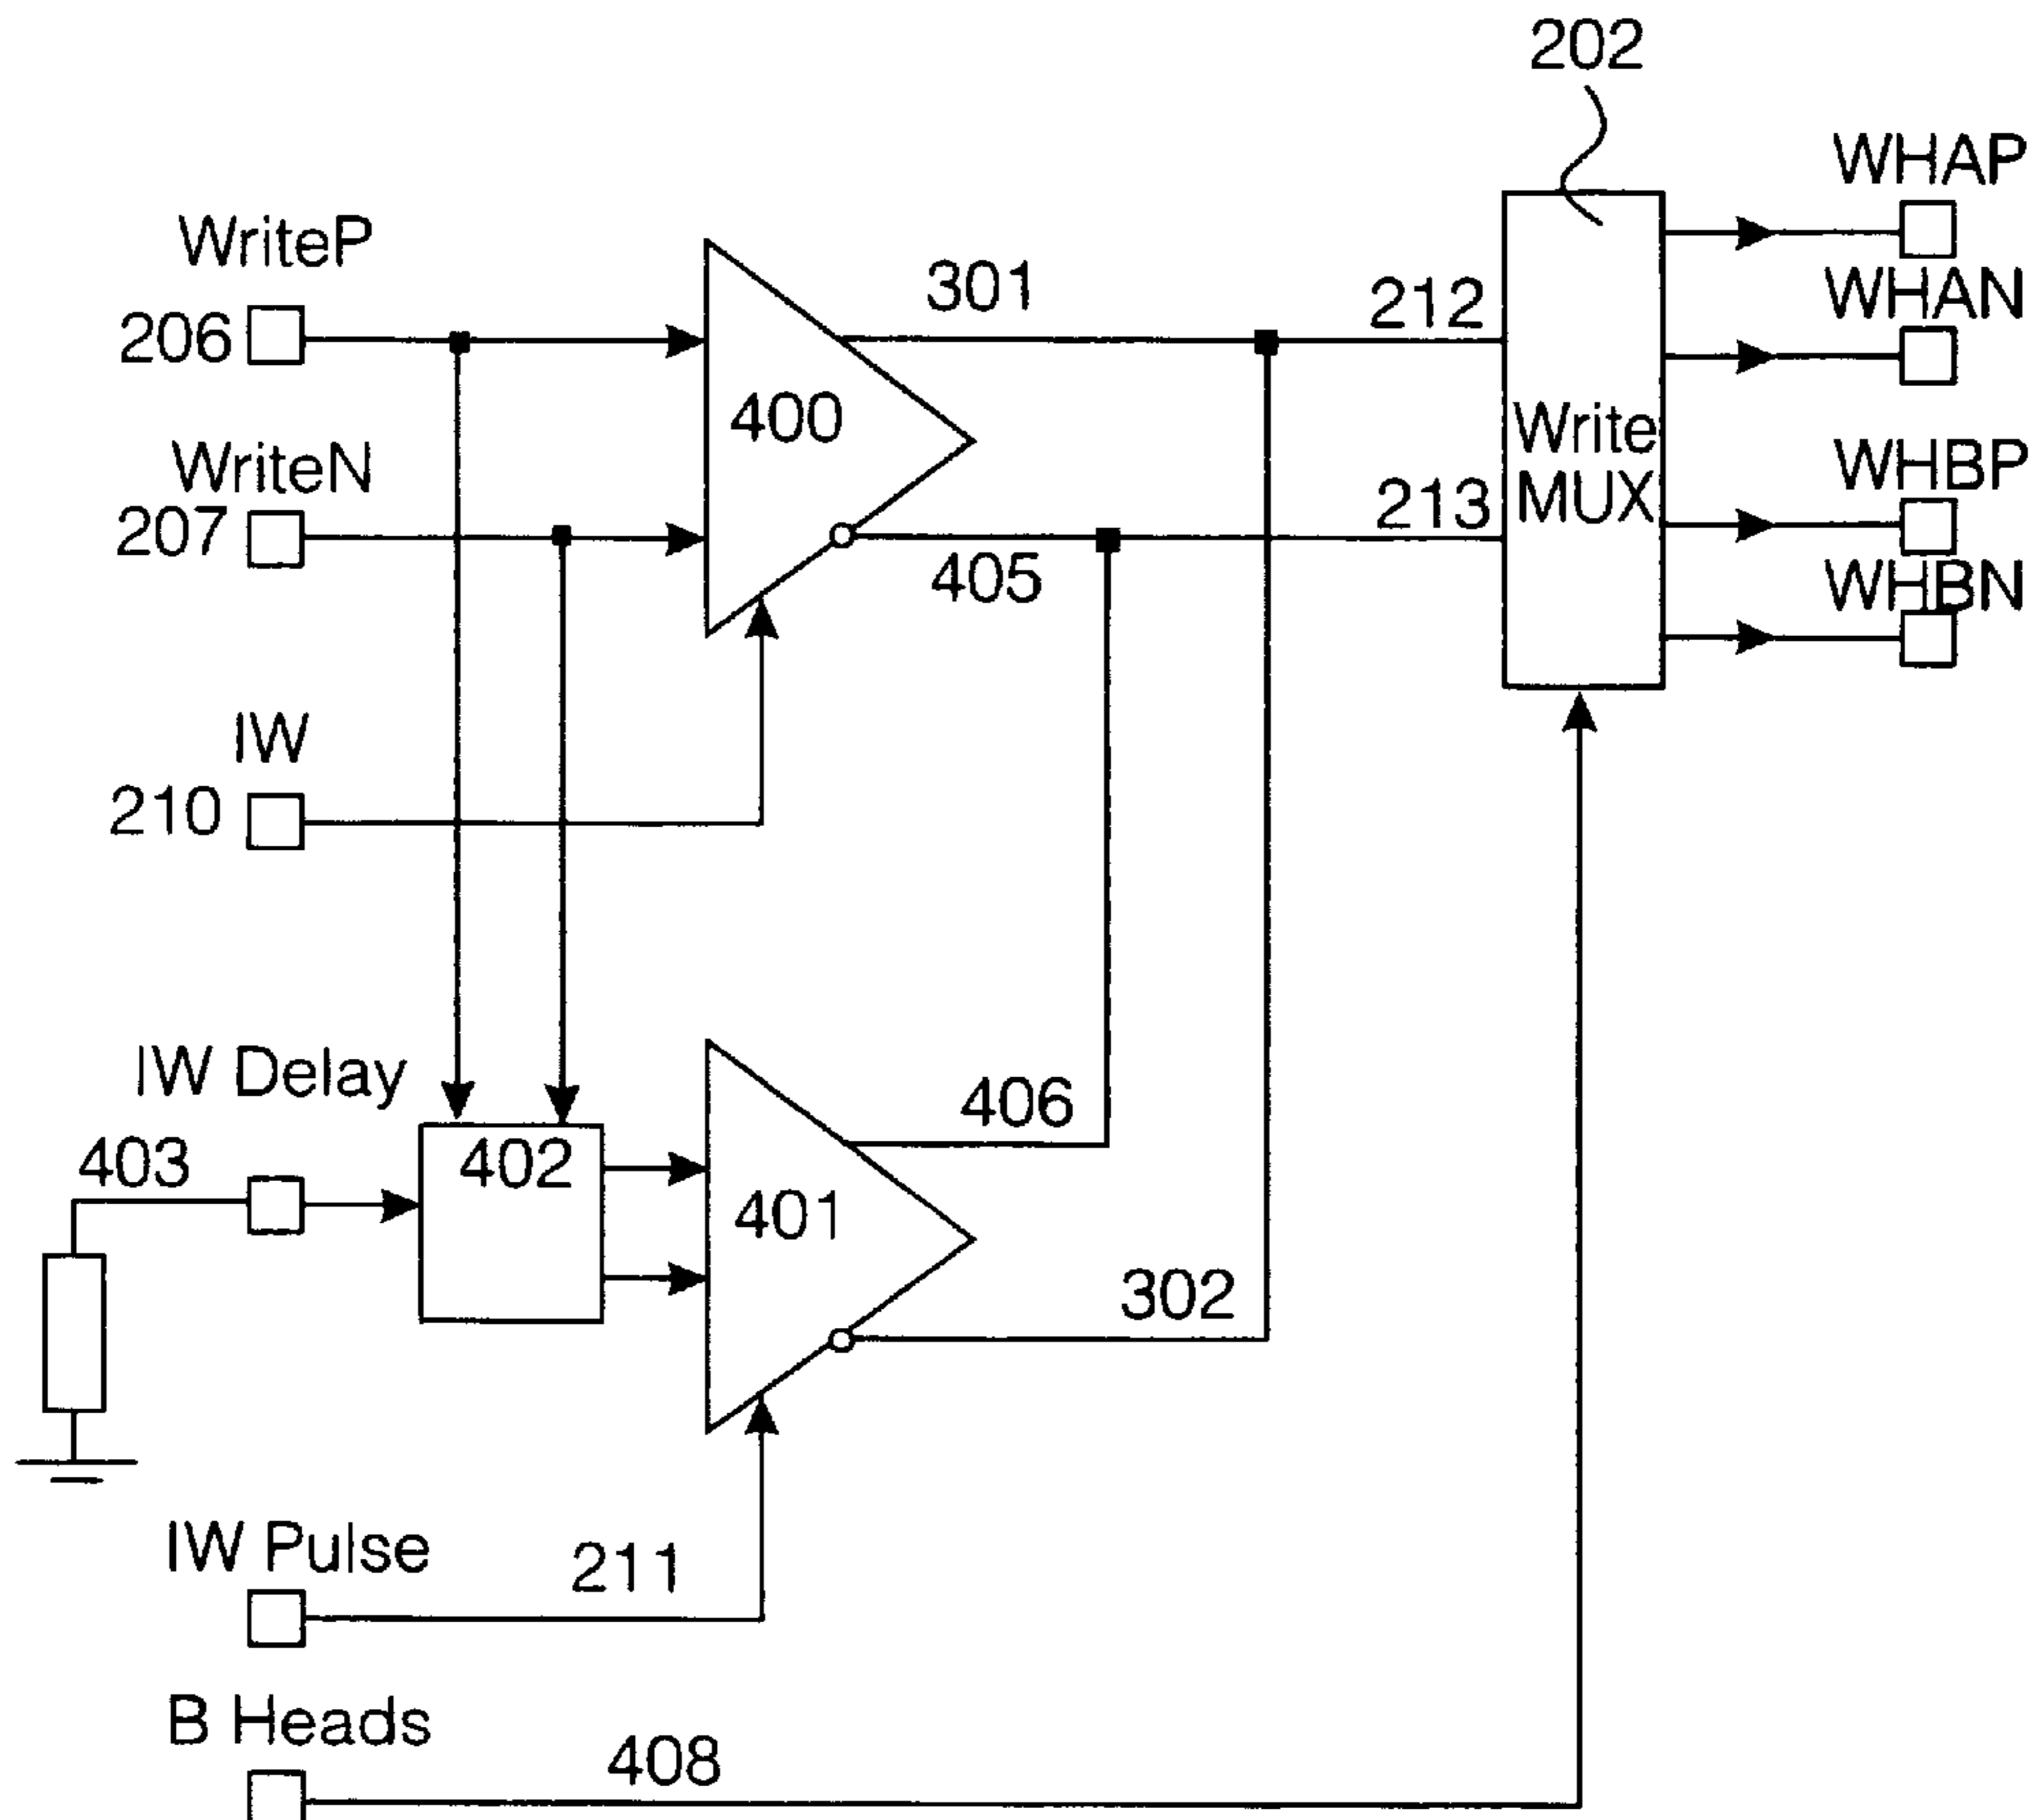 202
WHAP
WriteP
301
212
WHAN
206
400
Write
MUX
WriteN
213
WHBP
207
405
WHBN
IW
210
IW Delay
406
403
402
401
302
IW Pulse
211
B Heads
408